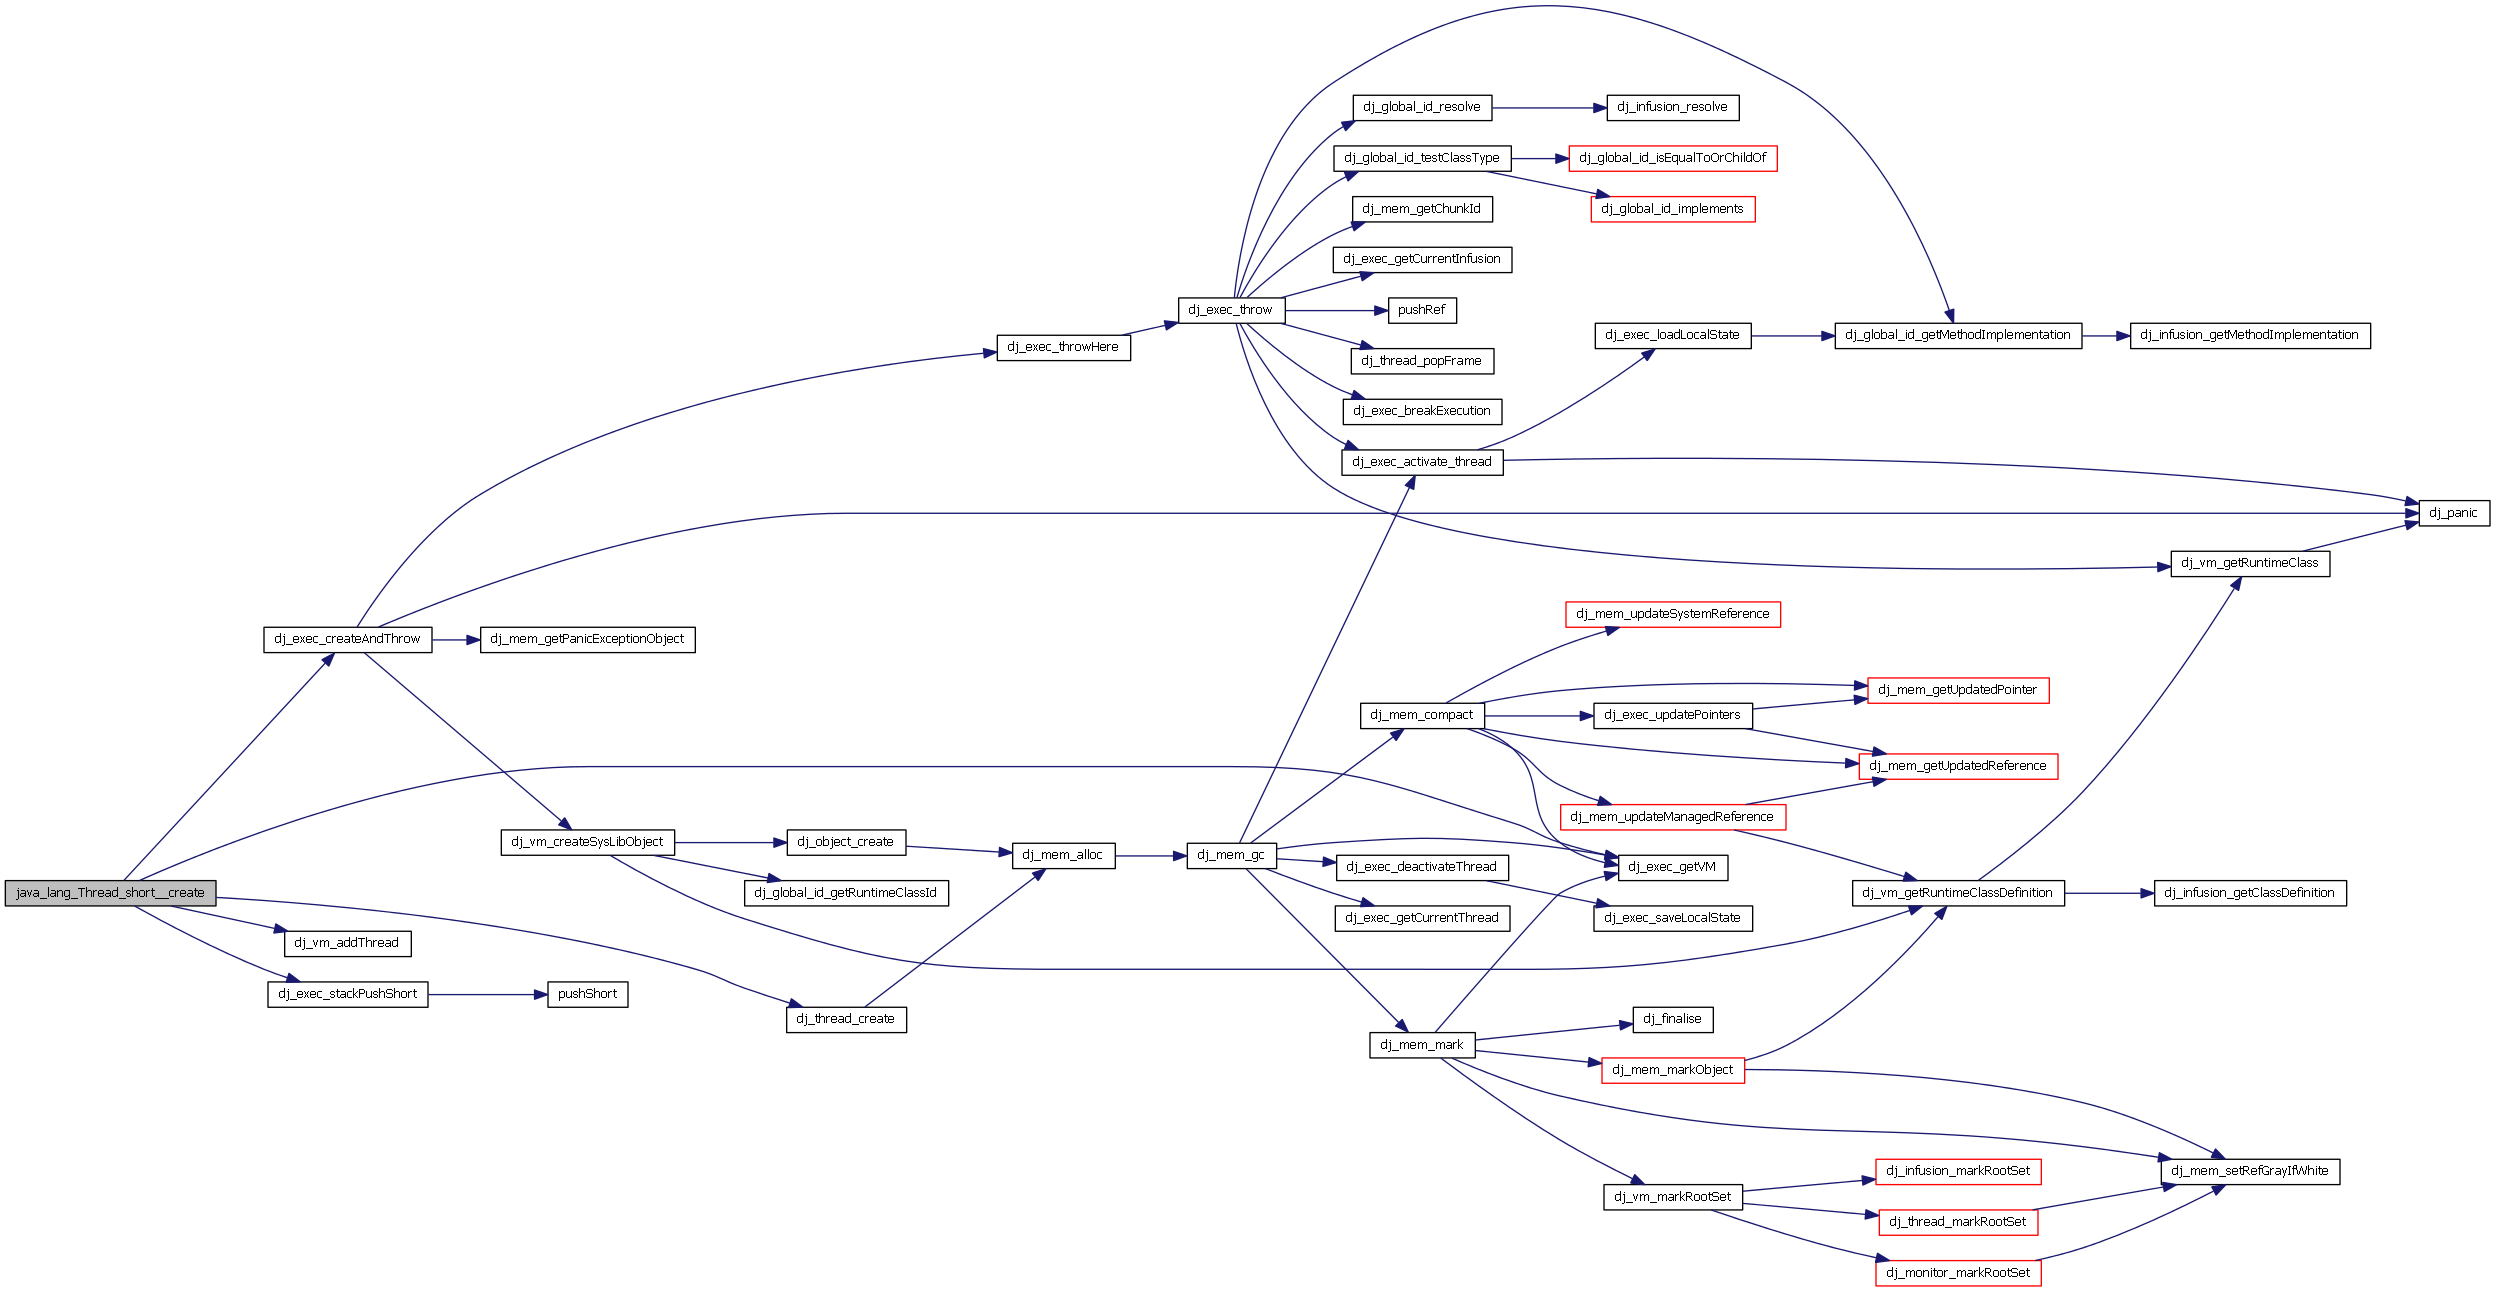 dj_global_id_resolve
dj_infusion_resolve
dj_global_id_testClassType
dj_global_id_isEqualToOrChildOf
dj_mem_getChunkId
dj_global_id_implements
dj_exec_getCurrentInfusion
dj_exec_throw
pushRef
dj_exec_throwHere
dj_thread_popFrame
dj_exec_loadLocalState
dj_global_id_getMethodImplementation
dj_infusion_getMethodImplementation
dj_exec_breakExecution
dj_exec_activate_thread
dj_panic
dj_vm_getRuntimeClass
dj_mem_updateSystemReference
dj_exec_createAndThrow
dj_mem_getPanicExceptionObject
dj_mem_getUpdatedPointer
dj_mem_compact
dj_exec_updatePointers
dj_mem_getUpdatedReference
dj_mem_updateManagedReference
dj_vm_createSysLibObject
dj_object_create
dj_mem_alloc
dj_mem_gc
dj_exec_deactivateThread
dj_exec_getVM
java_lang_Thread_short__create
dj_global_id_getRuntimeClassId
dj_vm_getRuntimeClassDefinition
dj_infusion_getClassDefinition
dj_exec_getCurrentThread
dj_exec_saveLocalState
dj_vm_addThread
dj_exec_stackPushShort
pushShort
dj_thread_create
dj_finalise
dj_mem_mark
dj_mem_markObject
dj_infusion_markRootSet
dj_mem_setRefGrayIfWhite
dj_vm_markRootSet
dj_thread_markRootSet
dj_monitor_markRootSet